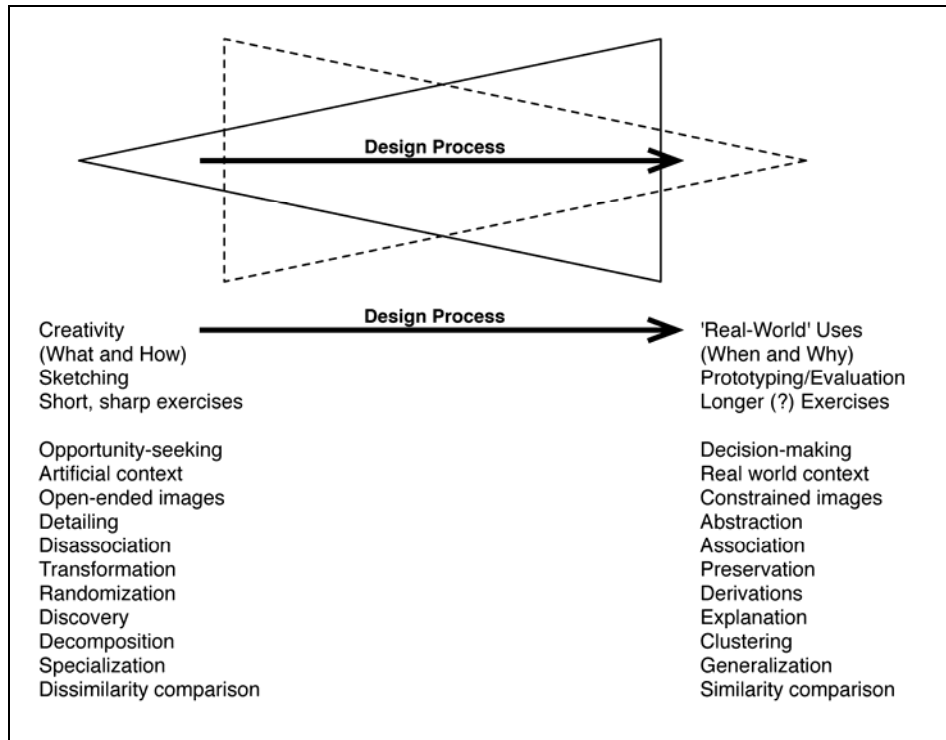 Design Process
Design Process
Creativity
(What and How)
Sketching
Short, sharp exercises
Opportunity-seeking
Artificial context
Open-ended images
Detailing
Disassociation
Transformation
Randomization
Discovery
Decomposition
Specialization
Dissimilarity comparison
'Real-World' Uses
(When and Why)
Prototyping/Evaluation
Longer (?) Exercises
Decision-making
Real world context
Constrained images
Abstraction
Association
Preservation
Derivations
Explanation
Clustering
Generalization
Similarity comparison